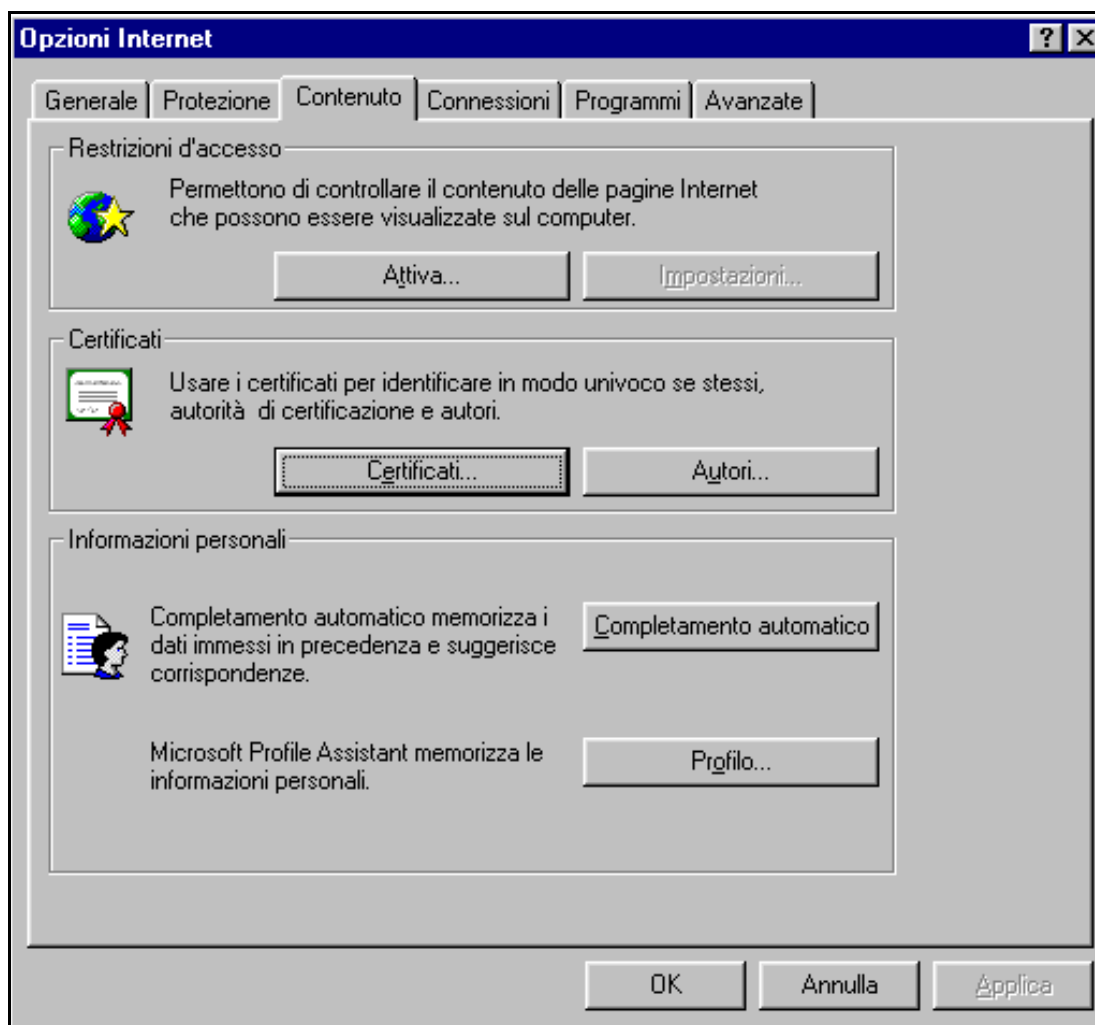 Opzioni Internet
Generale Protezione Contenuto Connessioni Programmi Avanzate
Restrizioni d'accesso
Permettono di controllare il contenuto delle pagine Internet
che possono essere visualizzate sul computer.
Attiva... Impostazioni...
Certificati
Usare i certificati per identificare in modo univoco se stessi,
autorità di certificazione e autori.
Certificati... Autori...
Informazioni personali
Completamento automatico memorizza i
dati immessi in precedenza e suggerisce
corrispondenze.
Completamento automatico
Microsoft Profile Assistant memorizza le
informazioni personali.
Profilo...
OK Annulla Applica